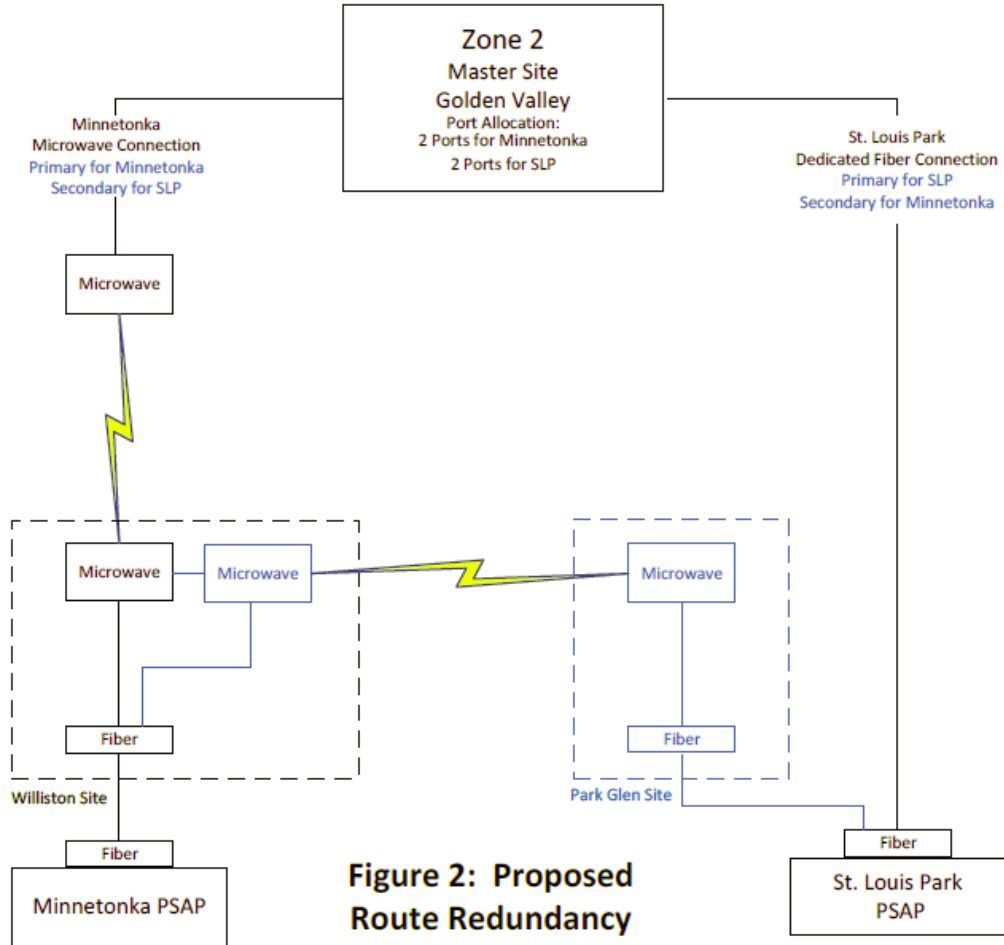 Zone 2
Master Site
Golden Valley
Port Allocation:
2 Ports for Minnetonka
2 Ports for SLP
Minnetonka
Microwave Connection
Primary for Minnetonka
Secondary for SLP
St. Louis Park
Dedicated Fiber Connection
Primary for SLP
Secondary for Minnetonka
Microwave
Microwave
Microwave
Microwave
Fiber
Fiber
Williston Site
Park Glen Site
Fiber
Fiber
Minnetonka PSAP
St. Louis Park
PSAP
Figure 2: Proposed
Route Redundancy